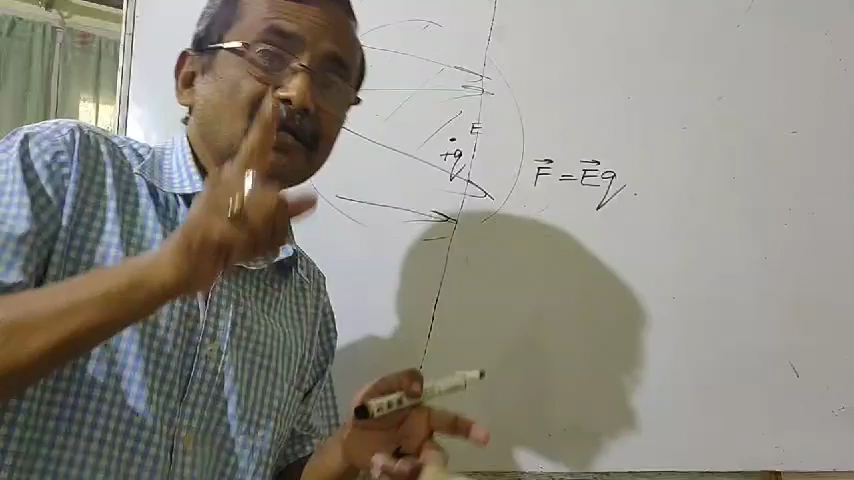 E
+q
F⃗ = E⃗q